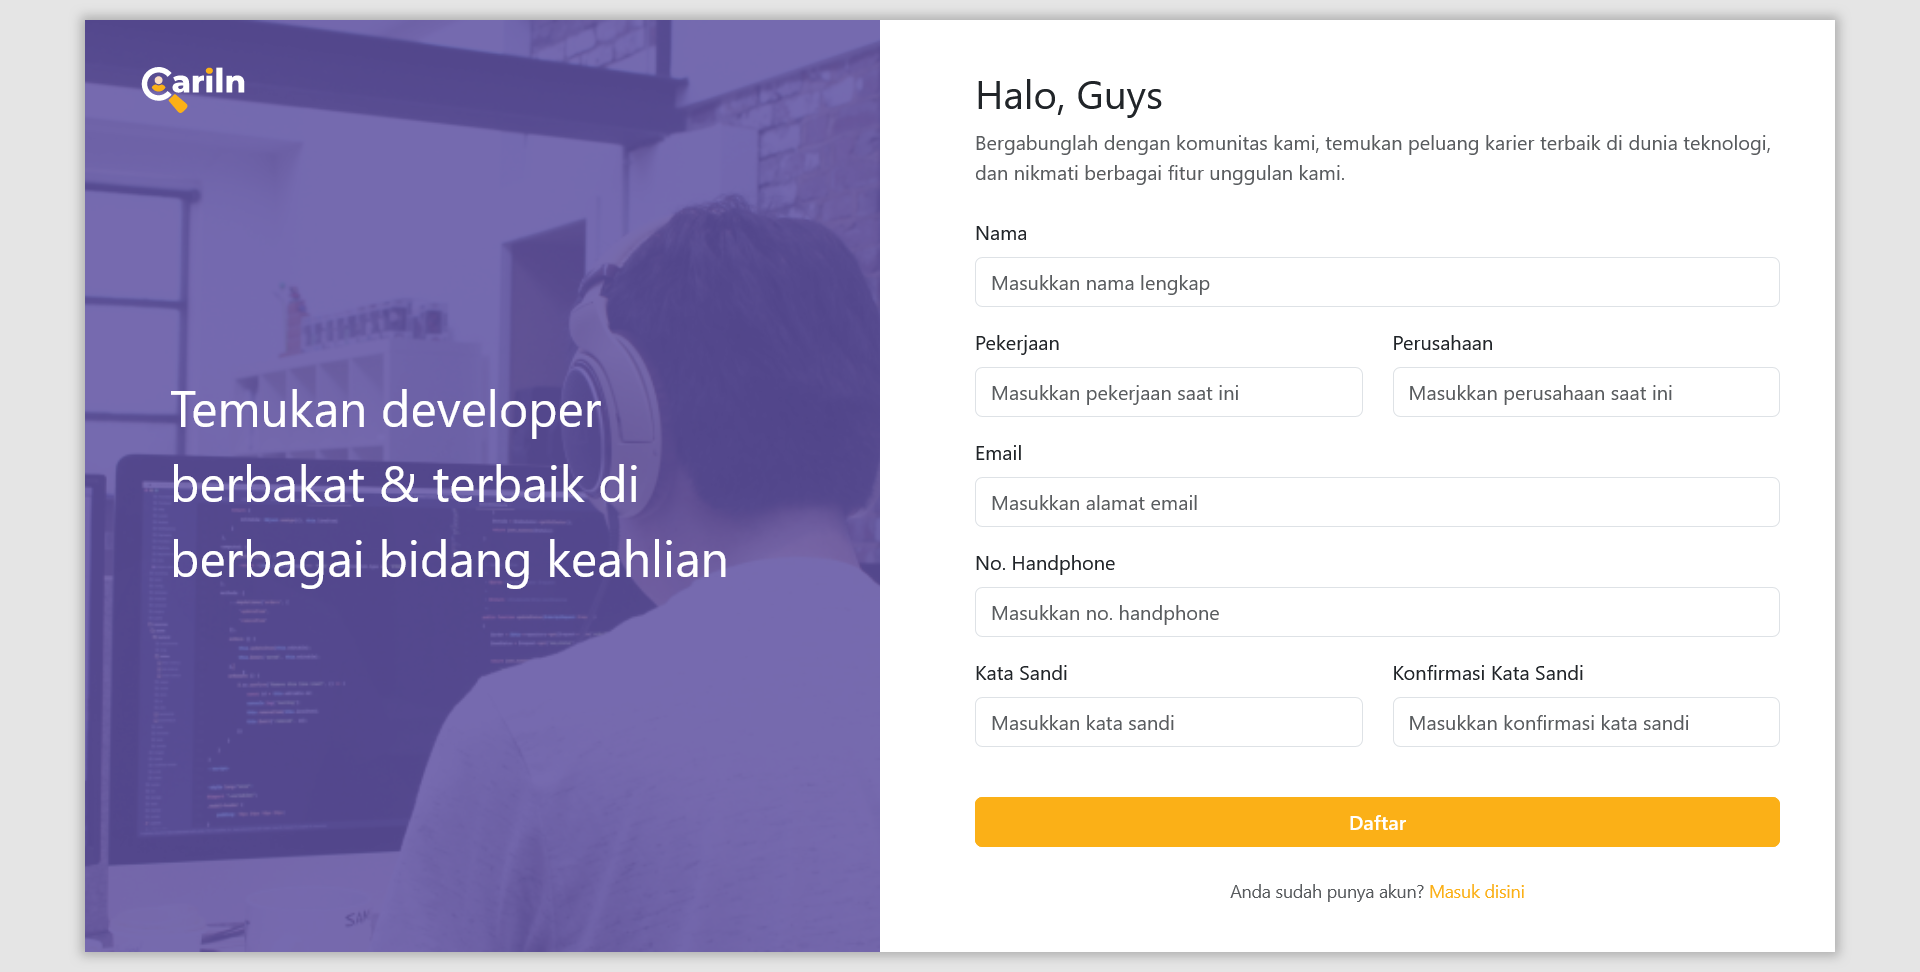 CariIn
Temukan developer
berbakat & terbaik di
berbagai bidang keahlian
Halo, Guys
Bergabunglah dengan komunitas kami, temukan peluang karier terbaik di dunia teknologi,
dan nikmati berbagai fitur unggulan kami.
Nama
Masukkan nama lengkap
Pekerjaan
Masukkan pekerjaan saat ini
Perusahaan
Masukkan perusahaan saat ini
Email
Masukkan alamat email
No. Handphone
Masukkan no. handphone
Kata Sandi
Masukkan kata sandi
Konfirmasi Kata Sandi
Masukkan konfirmasi kata sandi
Daftar
Anda sudah punya akun? Masuk disini